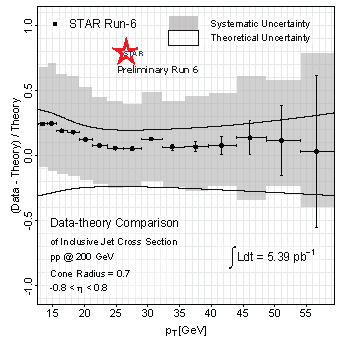 STAR Run-6
Systematic Uncertainty
Theoretical Uncertainty
STAR
Preliminary Run 6
(Data - Theory) / Theory
1.0
0.5
0.0
-0.5
-1.0
Data-theory Comparison
of Inclusive Jet Cross Section
pp @ 200 GeV
Cone Radius = 0.7
-0.8 < η < 0.8
∫ Ldt = 5.39 pb⁻¹
15 20 25 30 35 40 45 50 55
p_T [GeV]